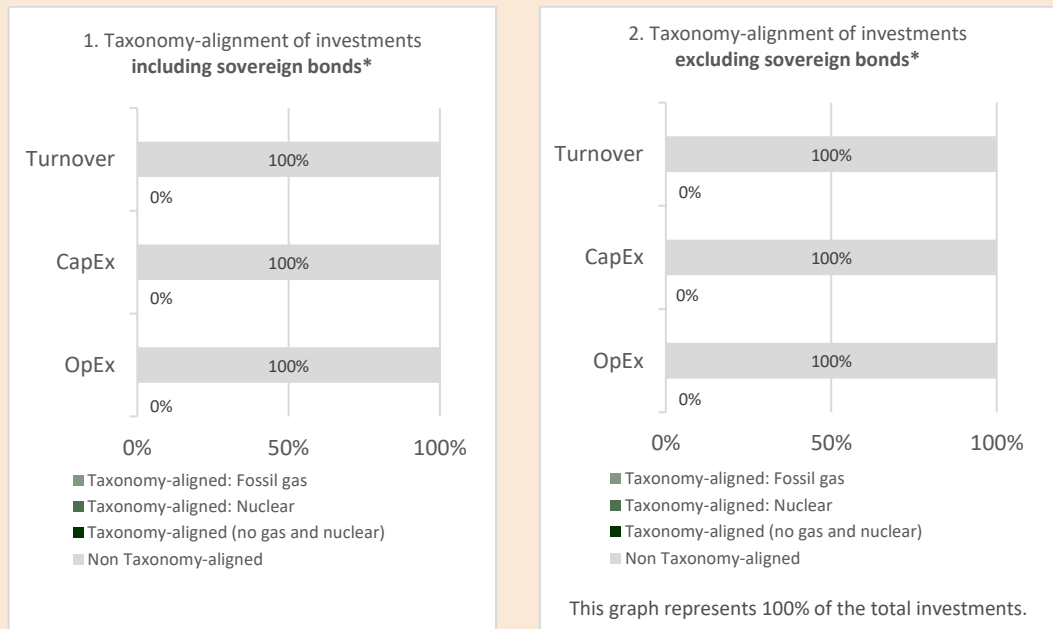 1. Taxonomy-alignment of investments
including sovereign bonds*
Turnover
100%
0%
CapEx
100%
0%
OpEx
100%
0%
0%
50%
100%
Taxonomy-aligned: Fossil gas
Taxonomy-aligned: Nuclear
Taxonomy-aligned (no gas and nuclear)
Non Taxonomy-aligned
2. Taxonomy-alignment of investments
excluding sovereign bonds*
Turnover
100%
0%
CapEx
100%
0%
OpEx
100%
0%
0%
50%
100%
Taxonomy-aligned: Fossil gas
Taxonomy-aligned: Nuclear
Taxonomy-aligned (no gas and nuclear)
Non Taxonomy-aligned
This graph represents 100% of the total investments.